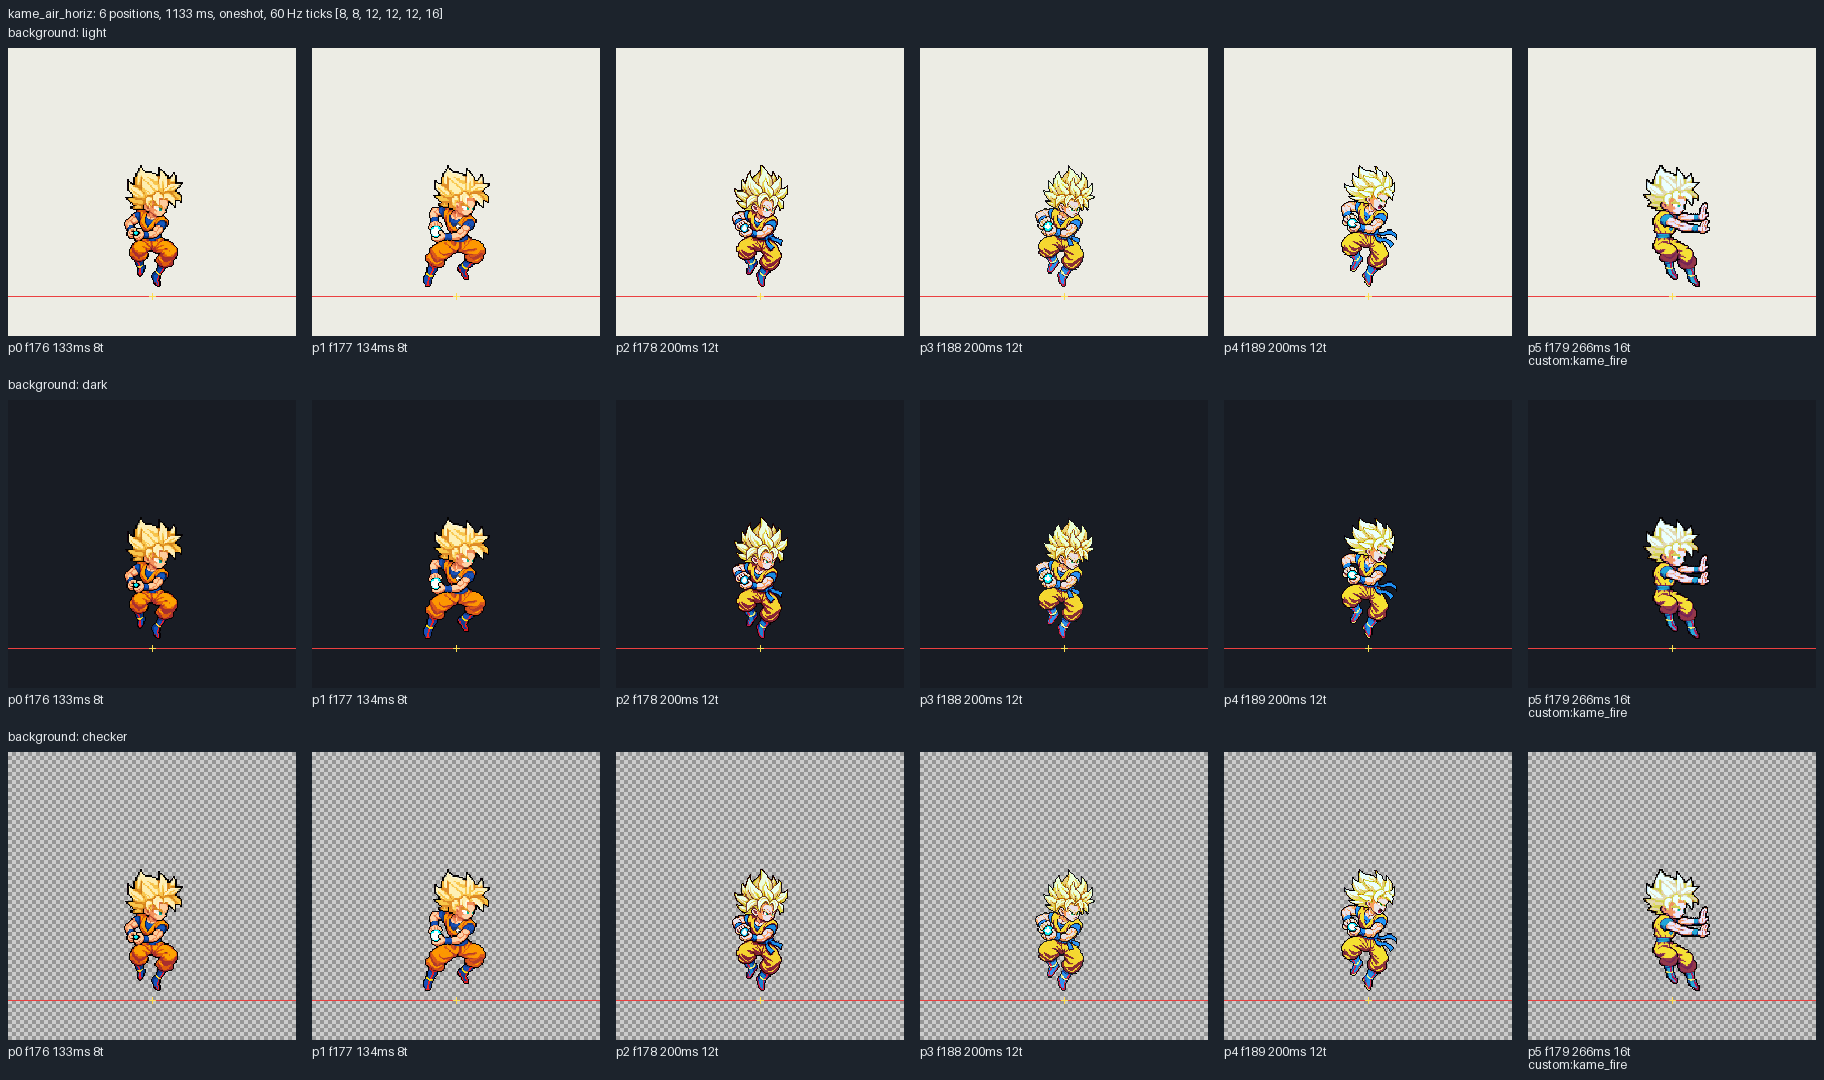 kame_air_horiz: 6 positions, 1133 ms, oneshot, 60 Hz ticks [8, 8, 12, 12, 12, 16]
background: light
p0 f176 133ms 8t
p1 f177 134ms 8t
p2 f178 200ms 12t
p3 f188 200ms 12t
p4 f189 200ms 12t
p5 f179 266ms 16t
custom:kame_fire
background: dark
p0 f176 133ms 8t
p1 f177 134ms 8t
p2 f178 200ms 12t
p3 f188 200ms 12t
p4 f189 200ms 12t
p5 f179 266ms 16t
custom:kame_fire
background: checker
p0 f176 133ms 8t
p1 f177 134ms 8t
p2 f178 200ms 12t
p3 f188 200ms 12t
p4 f189 200ms 12t
p5 f179 266ms 16t
custom:kame_fire